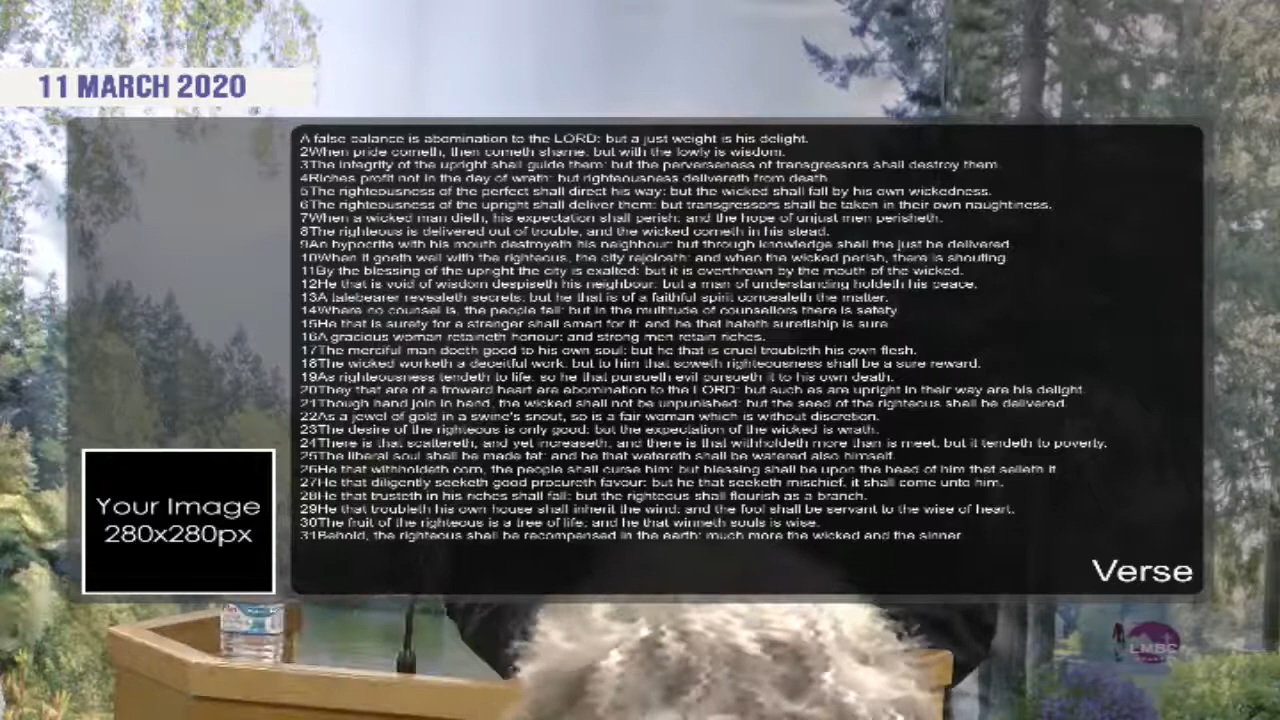 11 MARCH 2020
A false balance is abomination to the LORD: but a just weight is his delight.
2When pride cometh, then cometh shame: but with the lowly is wisdom.
3The integrity of the upright shall guide them: but the perverseness of transgressors shall destroy them.
4Riches profit not in the day of wrath: but righteousness delivereth from death.
5The righteousness of the perfect shall direct his way: but the wicked shall fall by his own wickedness.
6The righteousness of the upright shall deliver them: but transgressors shall be taken in their own naughtiness.
7When a wicked man dieth, his expectation shall perish: and the hope of unjust men perisheth.
8The righteous is delivered out of trouble, and the wicked cometh in his stead.
9An hypocrite with his mouth destroyeth his neighbour: but through knowledge shall the just be delivered.
10When it goeth well with the righteous, the city rejoiceth: and when the wicked perish, there is shouting.
11By the blessing of the upright the city is exalted: but it is overthrown by the mouth of the wicked.
12He that is void of wisdom despiseth his neighbour: but a man of understanding holdeth his peace.
13A talebearer revealeth secrets: but he that is of a faithful spirit concealeth the matter.
14Where no counsel is, the people fall: but in the multitude of counsellors there is safety.
15He that is surety for a stranger shall smart for it: and he that hateth suretiship is sure.
16A gracious woman retaineth honour: and strong men retain riches.
17The merciful man doeth good to his own soul: but he that is cruel troubleth his own flesh.
18The wicked worketh a deceitful work: but to him that soweth righteousness shall be a sure reward.
19As righteousness tendeth to life: so he that pursueth evil pursueth it to his own death.
20They that are of a froward heart are abomination to the LORD: but such as are upright in their way are his delight.
21Though hand join in hand, the wicked shall not be unpunished: but the seed of the righteous shall be delivered.
22As a jewel of gold in a swine's snout, so is a fair woman which is without discretion.
23The desire of the righteous is only good: but the expectation of the wicked is wrath.
24There is that scattereth, and yet increaseth; and there is that withholdeth more than is meet, but it tendeth to poverty.
25The liberal soul shall be made fat: and he that watereth shall be watered also himself.
26He that withholdeth corn, the people shall curse him: but blessing shall be upon the head of him that selleth it.
27He that diligently seeketh good procureth favour: but he that seeketh mischief, it shall come unto him.
28He that trusteth in his riches shall fall: but the righteous shall flourish as a branch.
29He that troubleth his own house shall inherit the wind: and the fool shall be servant to the wise of heart.
30The fruit of the righteous is a tree of life; and he that winneth souls is wise.
31Behold, the righteous shall be recompensed in the earth: much more the wicked and the sinner.
Your Image
280x280px
Verse
LMBC